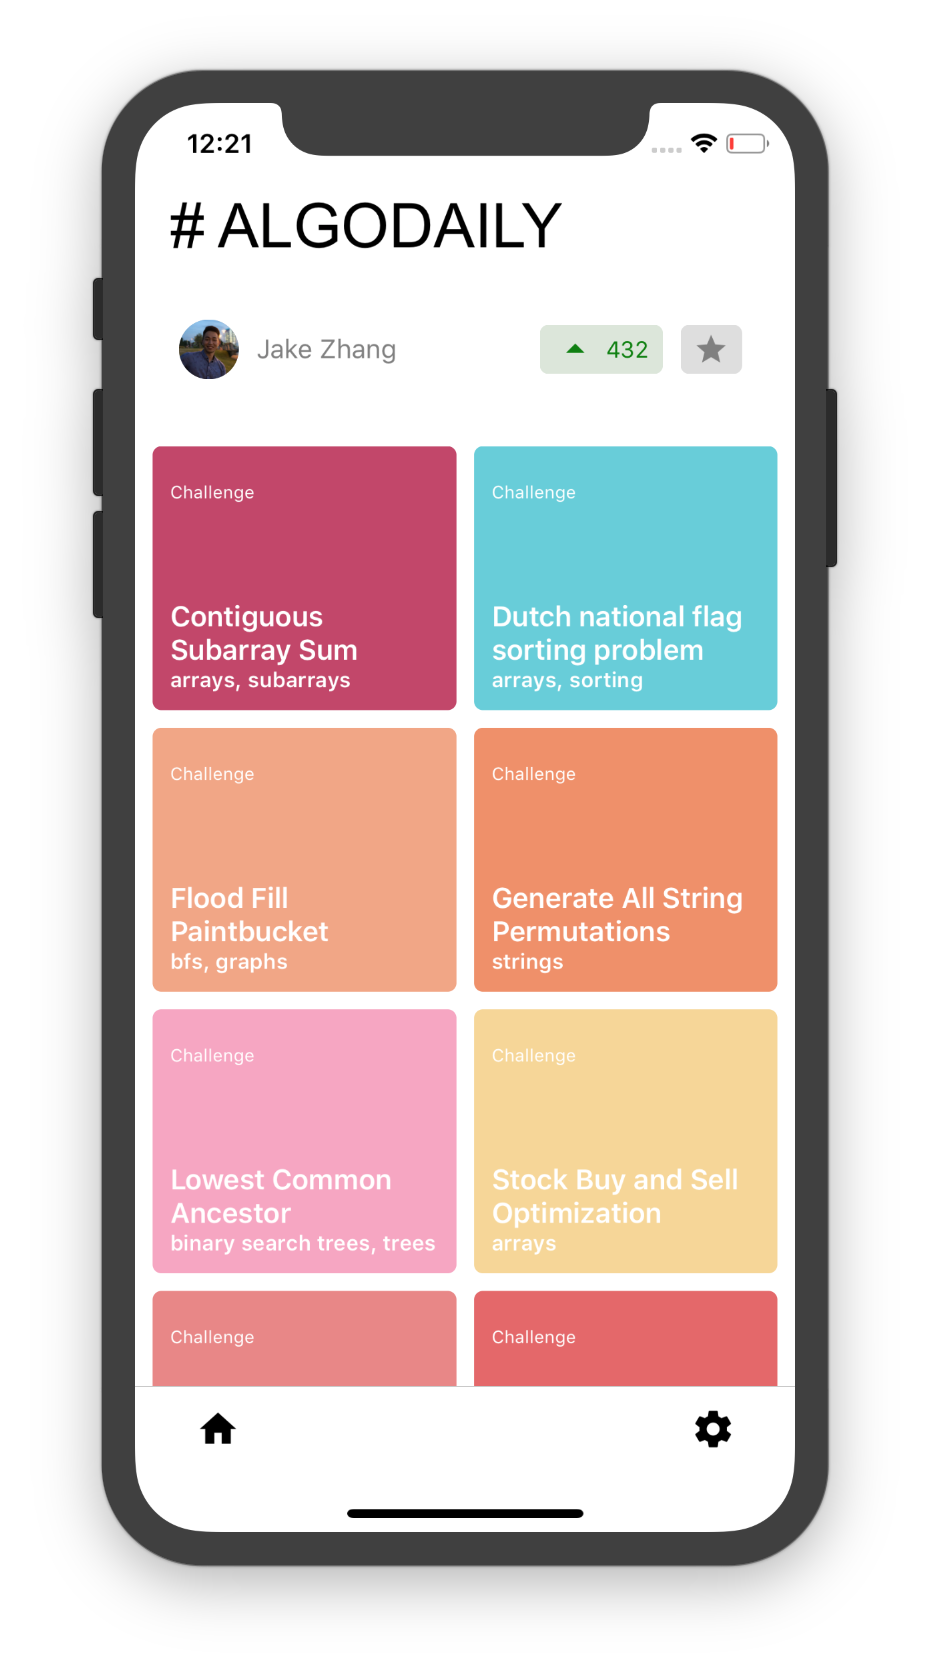 12:21
# ALGODAILY
Jake Zhang
432
Challenge
Contiguous
Subarray Sum
arrays, subarrays
Challenge
Dutch national flag
sorting problem
arrays, sorting
Challenge
Flood Fill
Paintbucket
bfs, graphs
Challenge
Generate All String
Permutations
strings
Challenge
Lowest Common
Ancestor
binary search trees, trees
Challenge
Stock Buy and Sell
Optimization
arrays
Challenge
Challenge